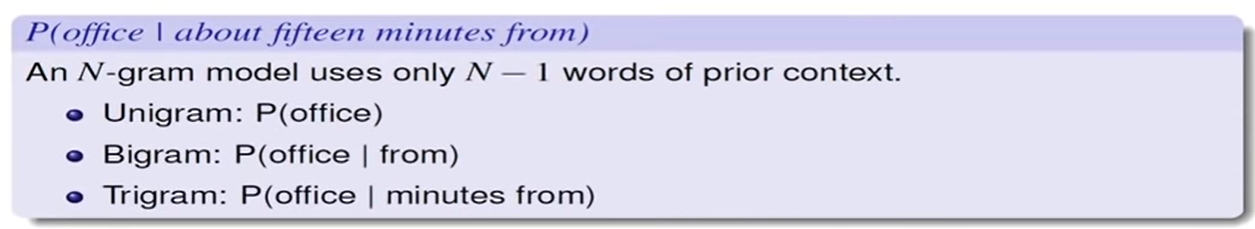 P(office | about fifteen minutes from)
An N-gram model uses only N − 1 words of prior context.
Unigram: P(office)
Bigram: P(office | from)
Trigram: P(office | minutes from)